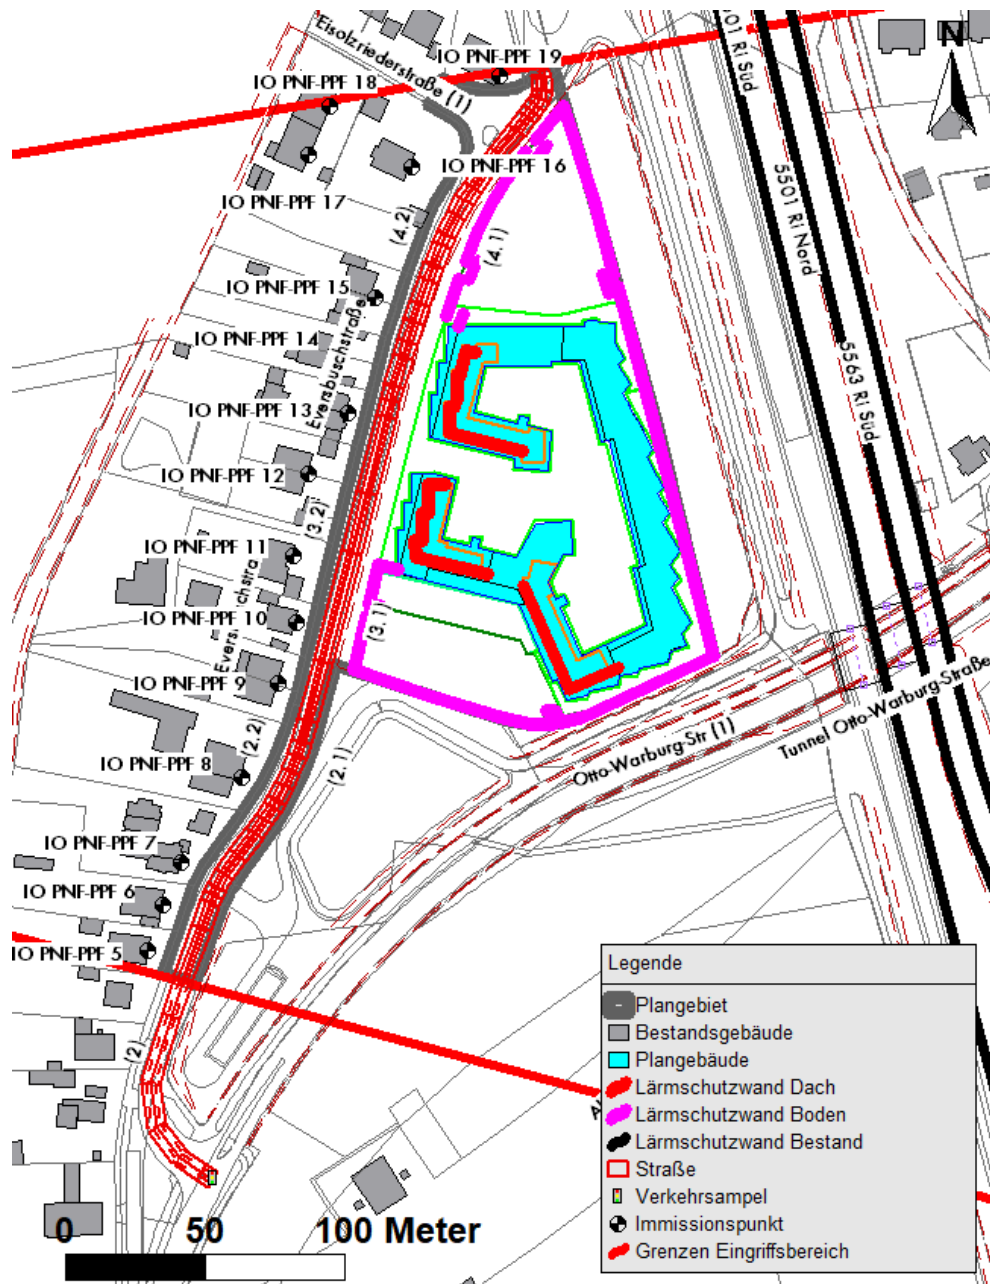 Eisolzriederstraße (1)
5501 Ri Süd
N
IO PNF-PPF 19
IO PNF-PPF 18
IO PNF-PPF 16
5501 Ri Nord
IO PNF-PPF 17
(4.2)
(4.1)
IO PNF-PPF 15
Eversbuschstraße
IO PNF-PPF 14
5563 Ri Süd
IO PNF-PPF 13
IO PNF-PPF 12
(3.2)
IO PNF-PPF 11
IO PNF-PPF 10
(3.1)
IO PNF-PPF 9
Otto-Warburg-Str (1)
Tunnel Otto-Warburg-Straße
(2.2)
(2.1)
IO PNF-PPF 8
IO PNF-PPF 7
IO PNF-PPF 6
IO PNF-PPF 5
(2)
Legende
Plangebiet
Bestandsgebäude
Plangebäude
Lärmschutzwand Dach
Lärmschutzwand Boden
Lärmschutzwand Bestand
Straße
Verkehrsampel
Immissionspunkt
Grenzen Eingriffsbereich
0 50 100 Meter